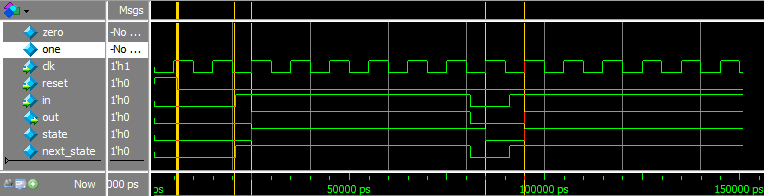 Msgs
zero -No ...
one -No ...
clk 1'h1
reset 1'h0
in 1'h0
out 1'h0
state 1'h0
next_state 1'h0
Now 000 ps ps 50000 ps 100000 ps 150000 ps